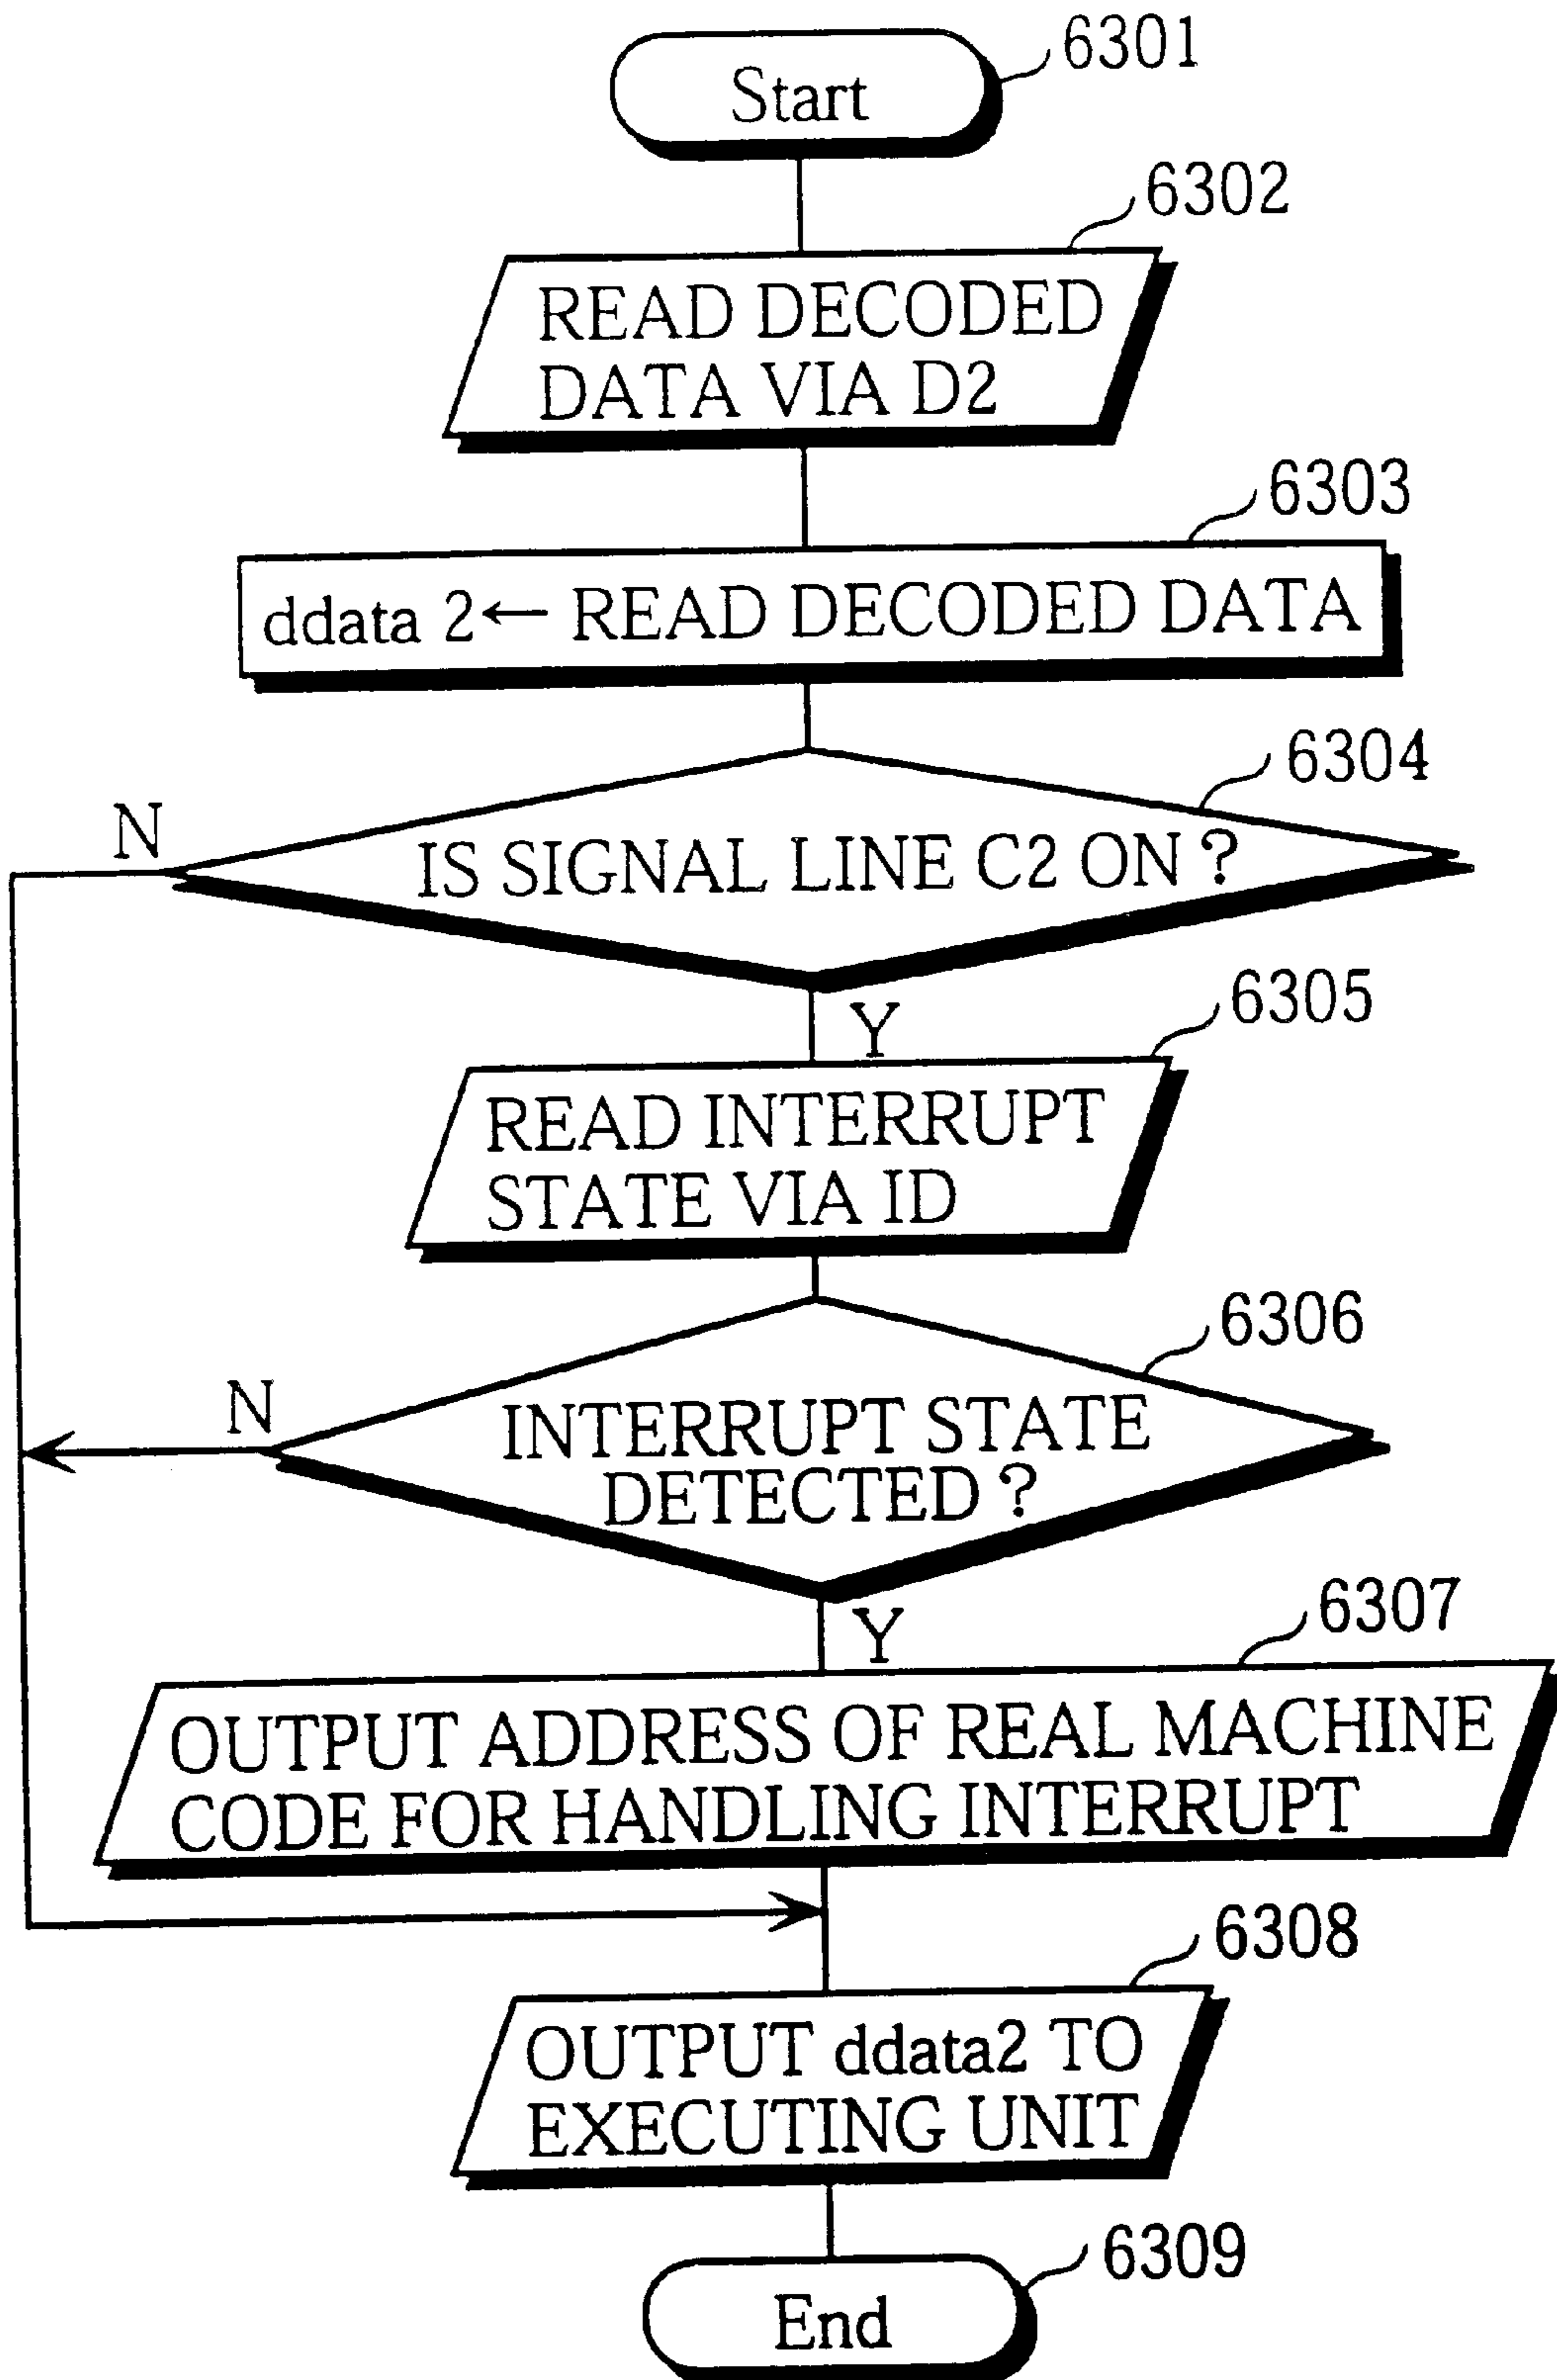 Start
6301
6302
READ DECODED
DATA VIA D2
6303
ddata 2← READ DECODED DATA
6304
N
IS SIGNAL LINE C2 ON ?
Y
6305
READ INTERRUPT
STATE VIA ID
6306
N
INTERRUPT STATE
DETECTED ?
Y
6307
OUTPUT ADDRESS OF REAL MACHINE
CODE FOR HANDLING INTERRUPT
6308
OUTPUT ddata2 TO
EXECUTING UNIT
6309
End